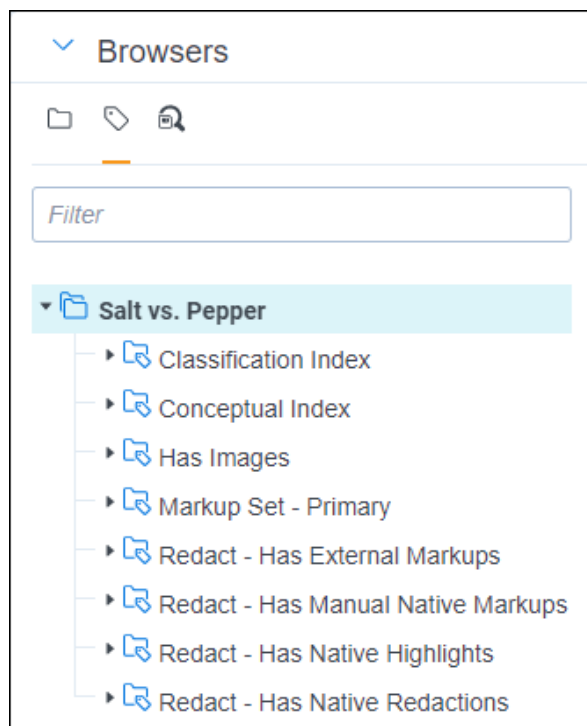 Browsers
Filter
Salt vs. Pepper
Classification Index
Conceptual Index
Has Images
Markup Set - Primary
Redact - Has External Markups
Redact - Has Manual Native Markups
Redact - Has Native Highlights
Redact - Has Native Redactions